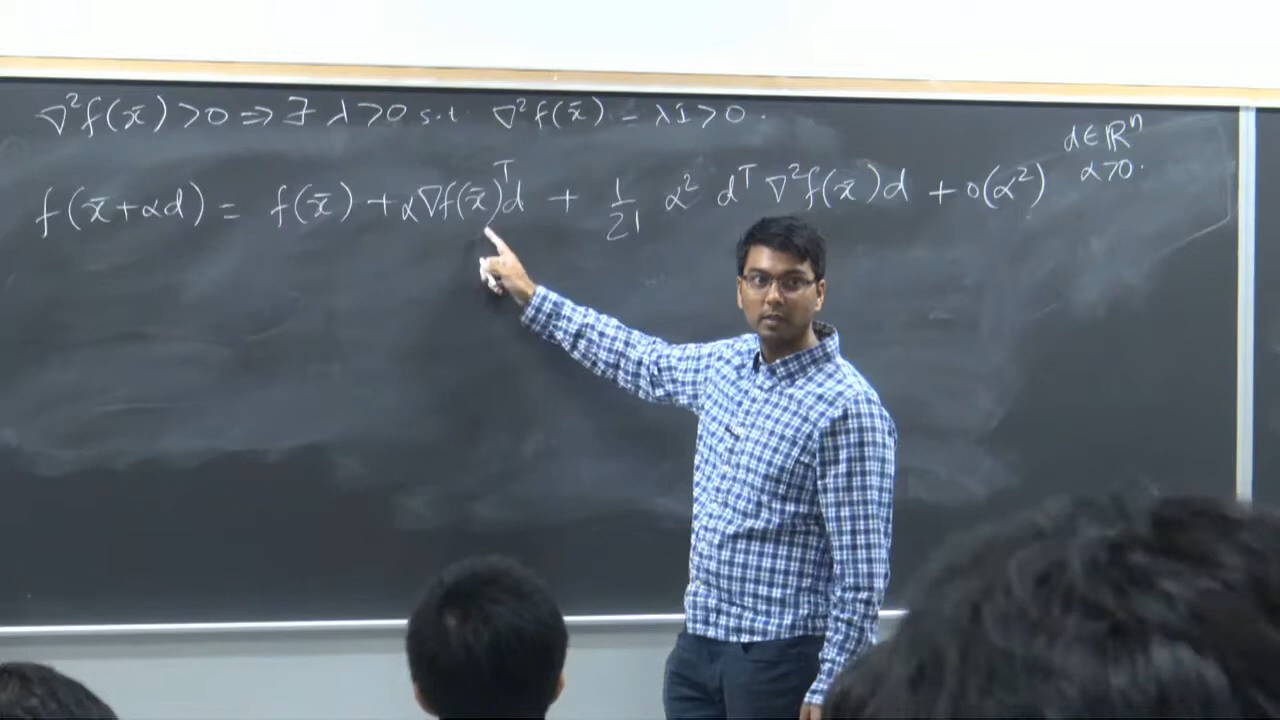 ∇²f(x̄) > 0 ⇒ ∃ λ > 0 s.t. ∇²f(x̄) - λI > 0.
d ∈ ℝⁿ
α > 0.
f(x̄ + αd) = f(x̄) + α∇f(x̄)ᵀd + 1/2! α² dᵀ ∇²f(x̄)d + o(α²)